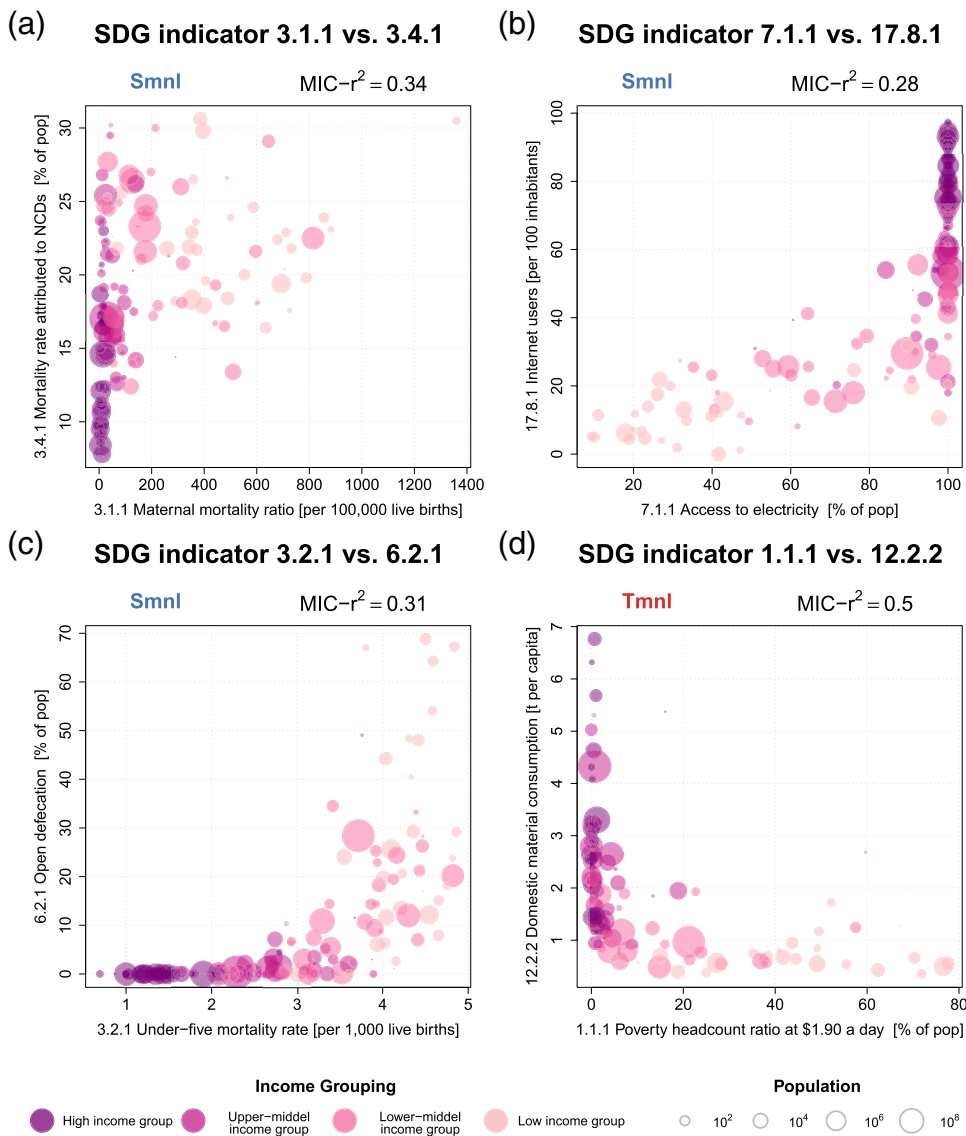 (a)
SDG indicator 3.1.1 vs. 3.4.1
Smnl
MIC−r² = 0.34
3.4.1 Mortality rate attributed to NCDs [% of pop]
30
25
20
15
10
0 200 400 600 800 1000 1200 1400
3.1.1 Maternal mortality ratio [per 100,000 live births]
(b)
SDG indicator 7.1.1 vs. 17.8.1
Smnl
MIC−r² = 0.28
17.8.1 Internet users [per 100 inhabitants]
100
80
60
40
20
0
20 40 60 80 100
7.1.1 Access to electricity [% of pop]
(c)
SDG indicator 3.2.1 vs. 6.2.1
Smnl
MIC−r² = 0.31
6.2.1 Open defecation [% of pop]
70
60
50
40
30
20
10
0
1 2 3 4 5
3.2.1 Under−five mortality rate [per 1,000 live births]
(d)
SDG indicator 1.1.1 vs. 12.2.2
Tmnl
MIC−r² = 0.5
12.2.2 Domestic material consumption [t per capita]
7
6
5
4
3
2
1
0 20 40 60 80
1.1.1 Poverty headcount ratio at $1.90 a day [% of pop]
Income Grouping
High income group
Upper−middel
income group
Lower−middel
income group
Low income group
Population
10² 10⁴ 10⁶ 10⁸